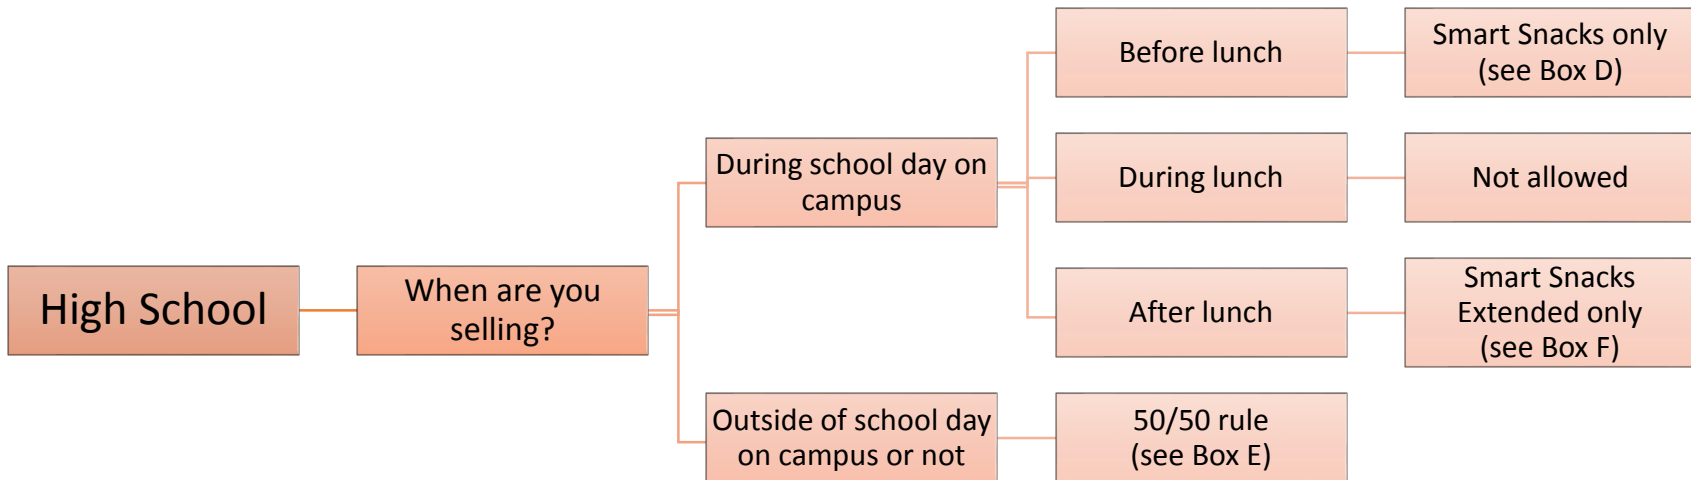 High School
When are you
selling?
During school day on
campus
Before lunch
Smart Snacks only
(see Box D)
During lunch
Not allowed
After lunch
Smart Snacks
Extended only
(see Box F)
Outside of school day
on campus or not
50/50 rule
(see Box E)